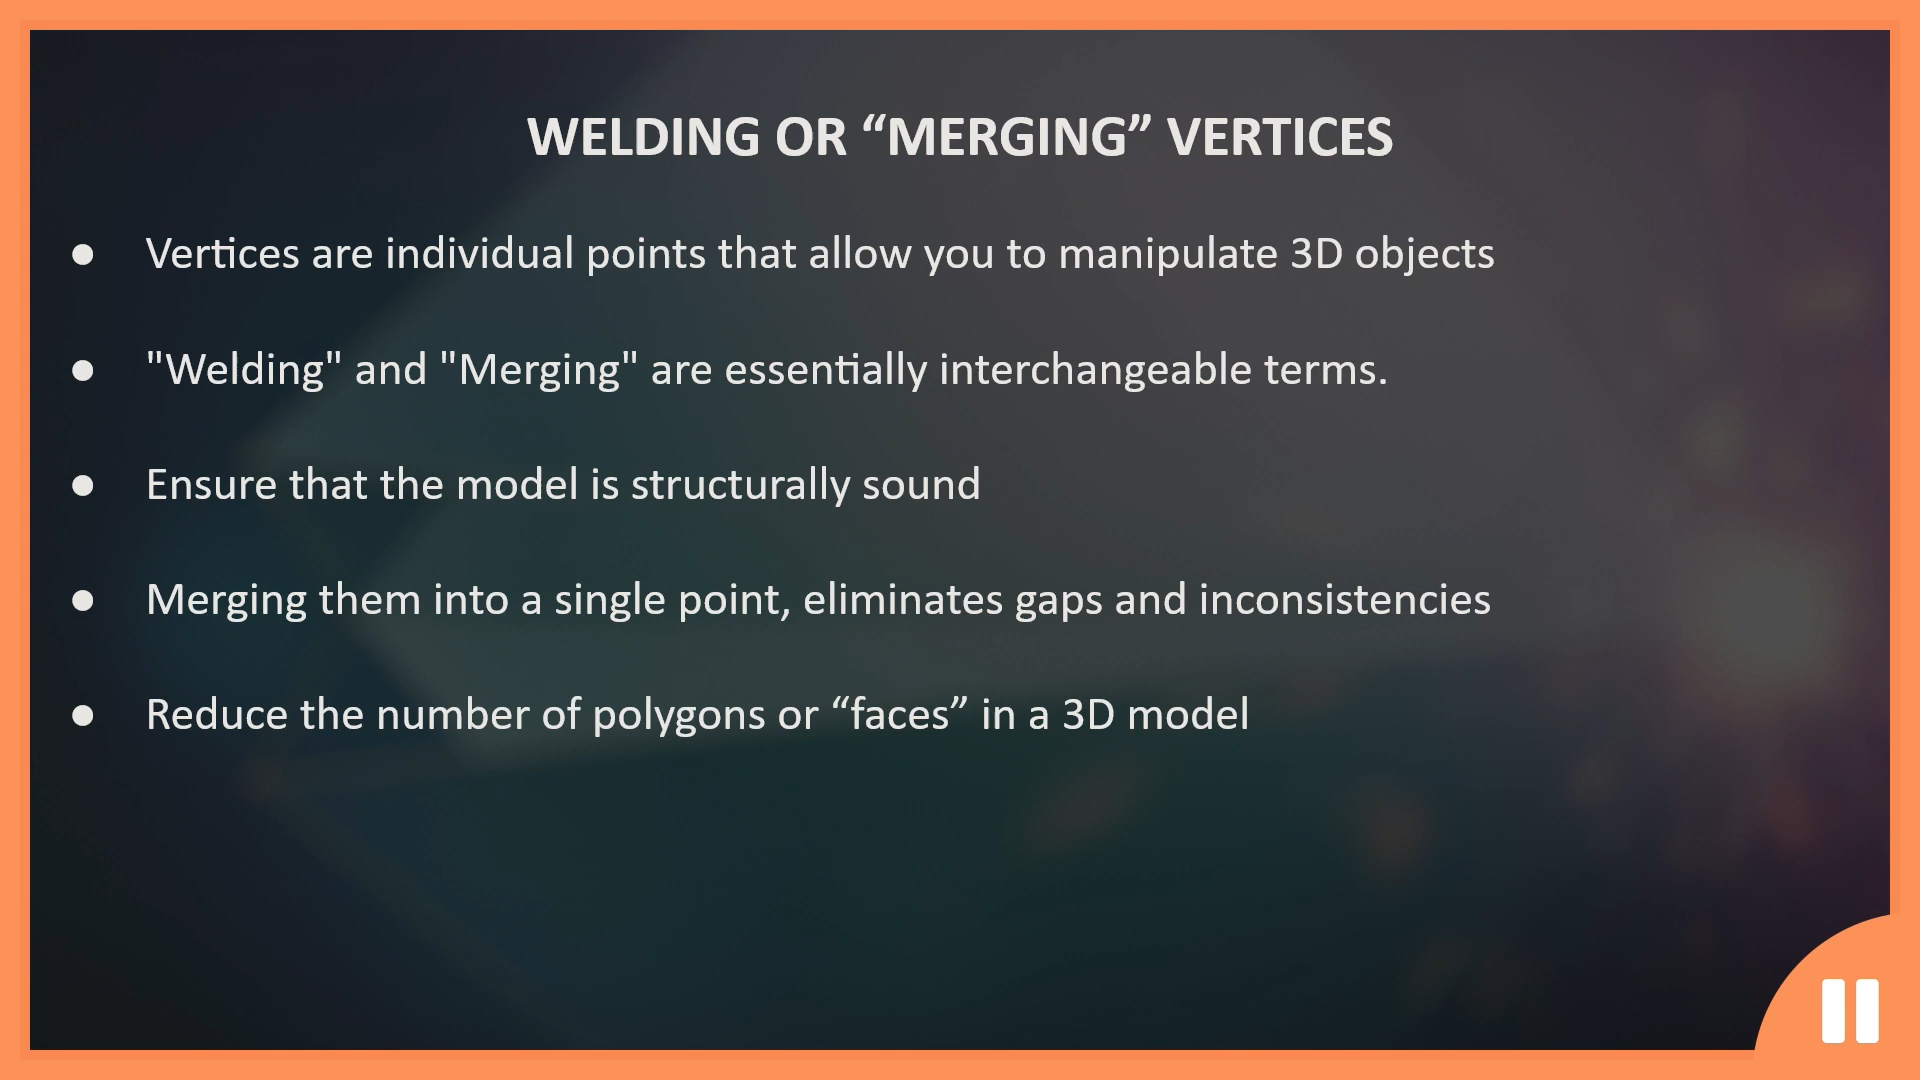 WELDING OR “MERGING” VERTICES
● Vertices are individual points that allow you to manipulate 3D objects
● "Welding" and "Merging" are essentially interchangeable terms.
● Ensure that the model is structurally sound
● Merging them into a single point, eliminates gaps and inconsistencies
● Reduce the number of polygons or “faces” in a 3D model